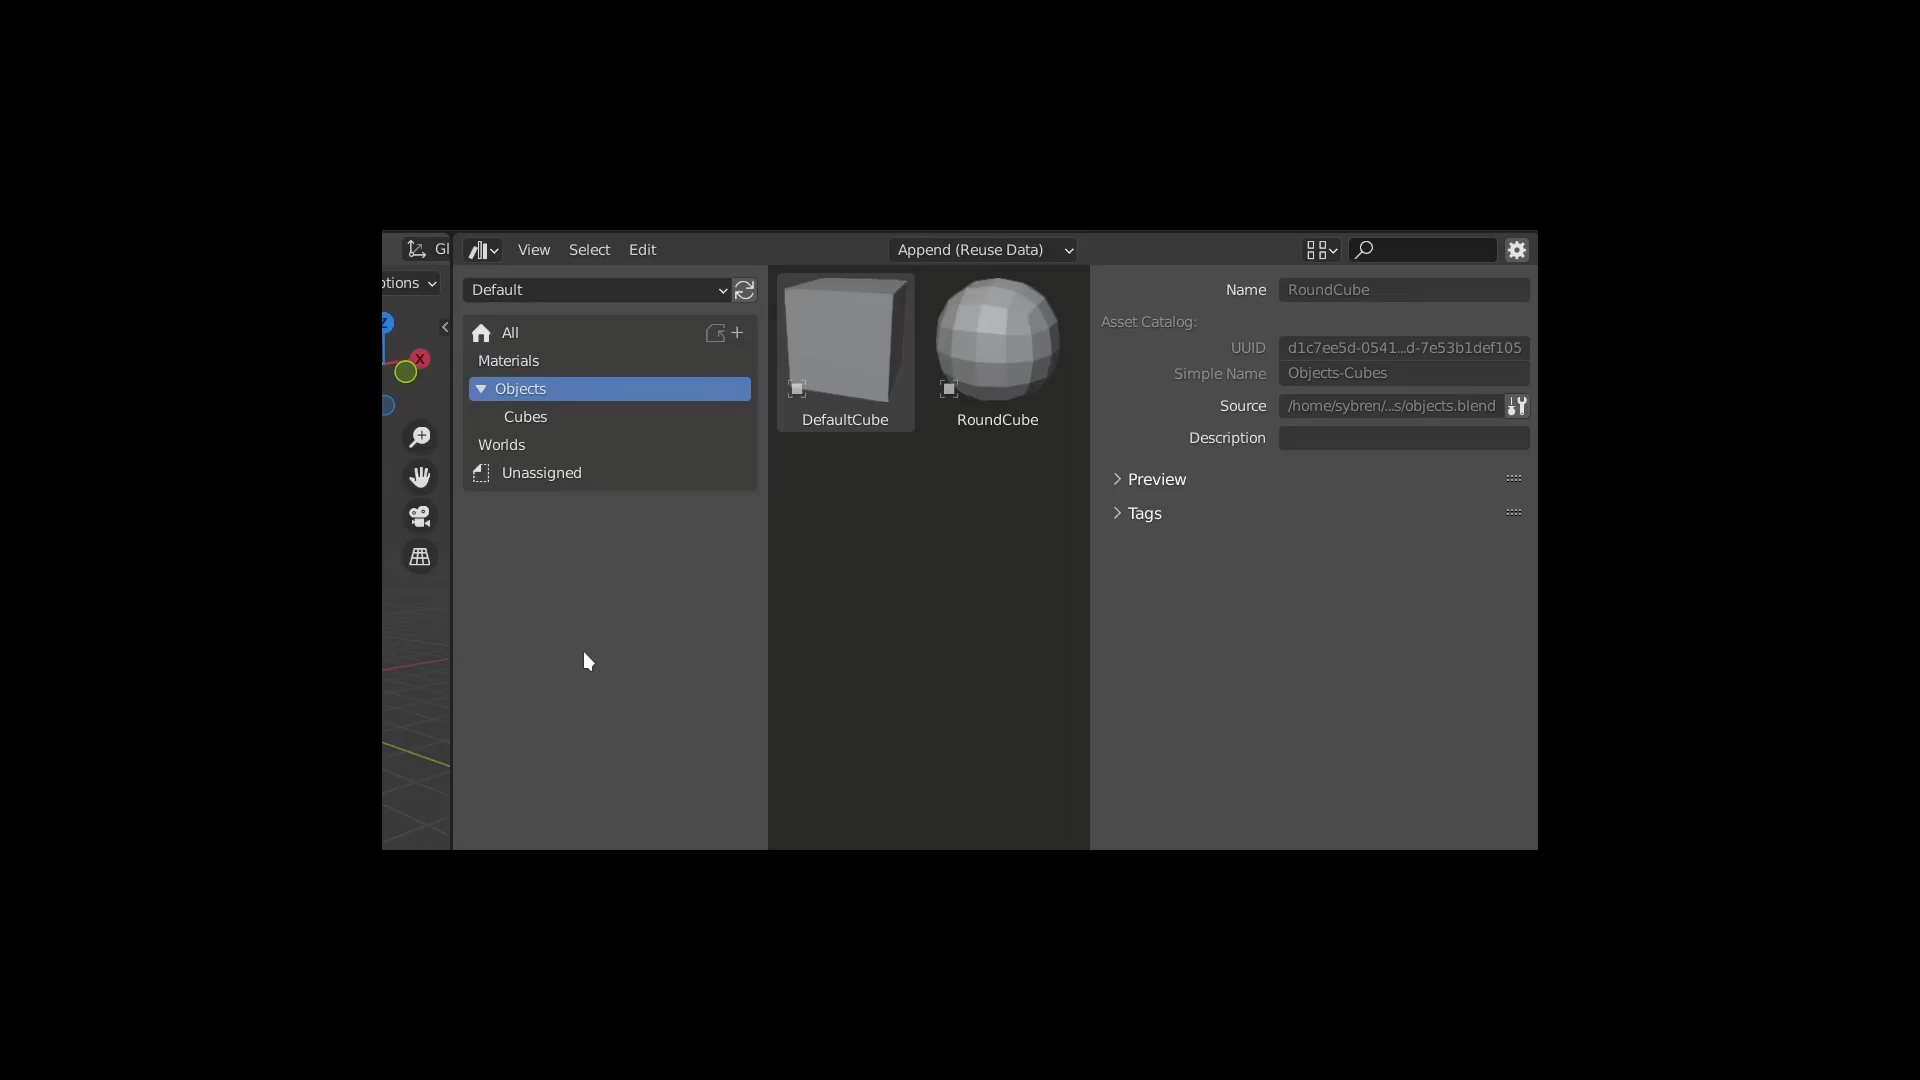 Gl View Select Edit Append (Reuse Data)
ptions
Default
All
Materials
Objects
Cubes
Worlds
Unassigned
Z
X
DefaultCube
RoundCube
Name RoundCube
Asset Catalog:
UUID d1c7ee5d-0541...d-7e53b1def105
Simple Name Objects-Cubes
Source /home/sybren/...s/objects.blend
Description
Preview
Tags